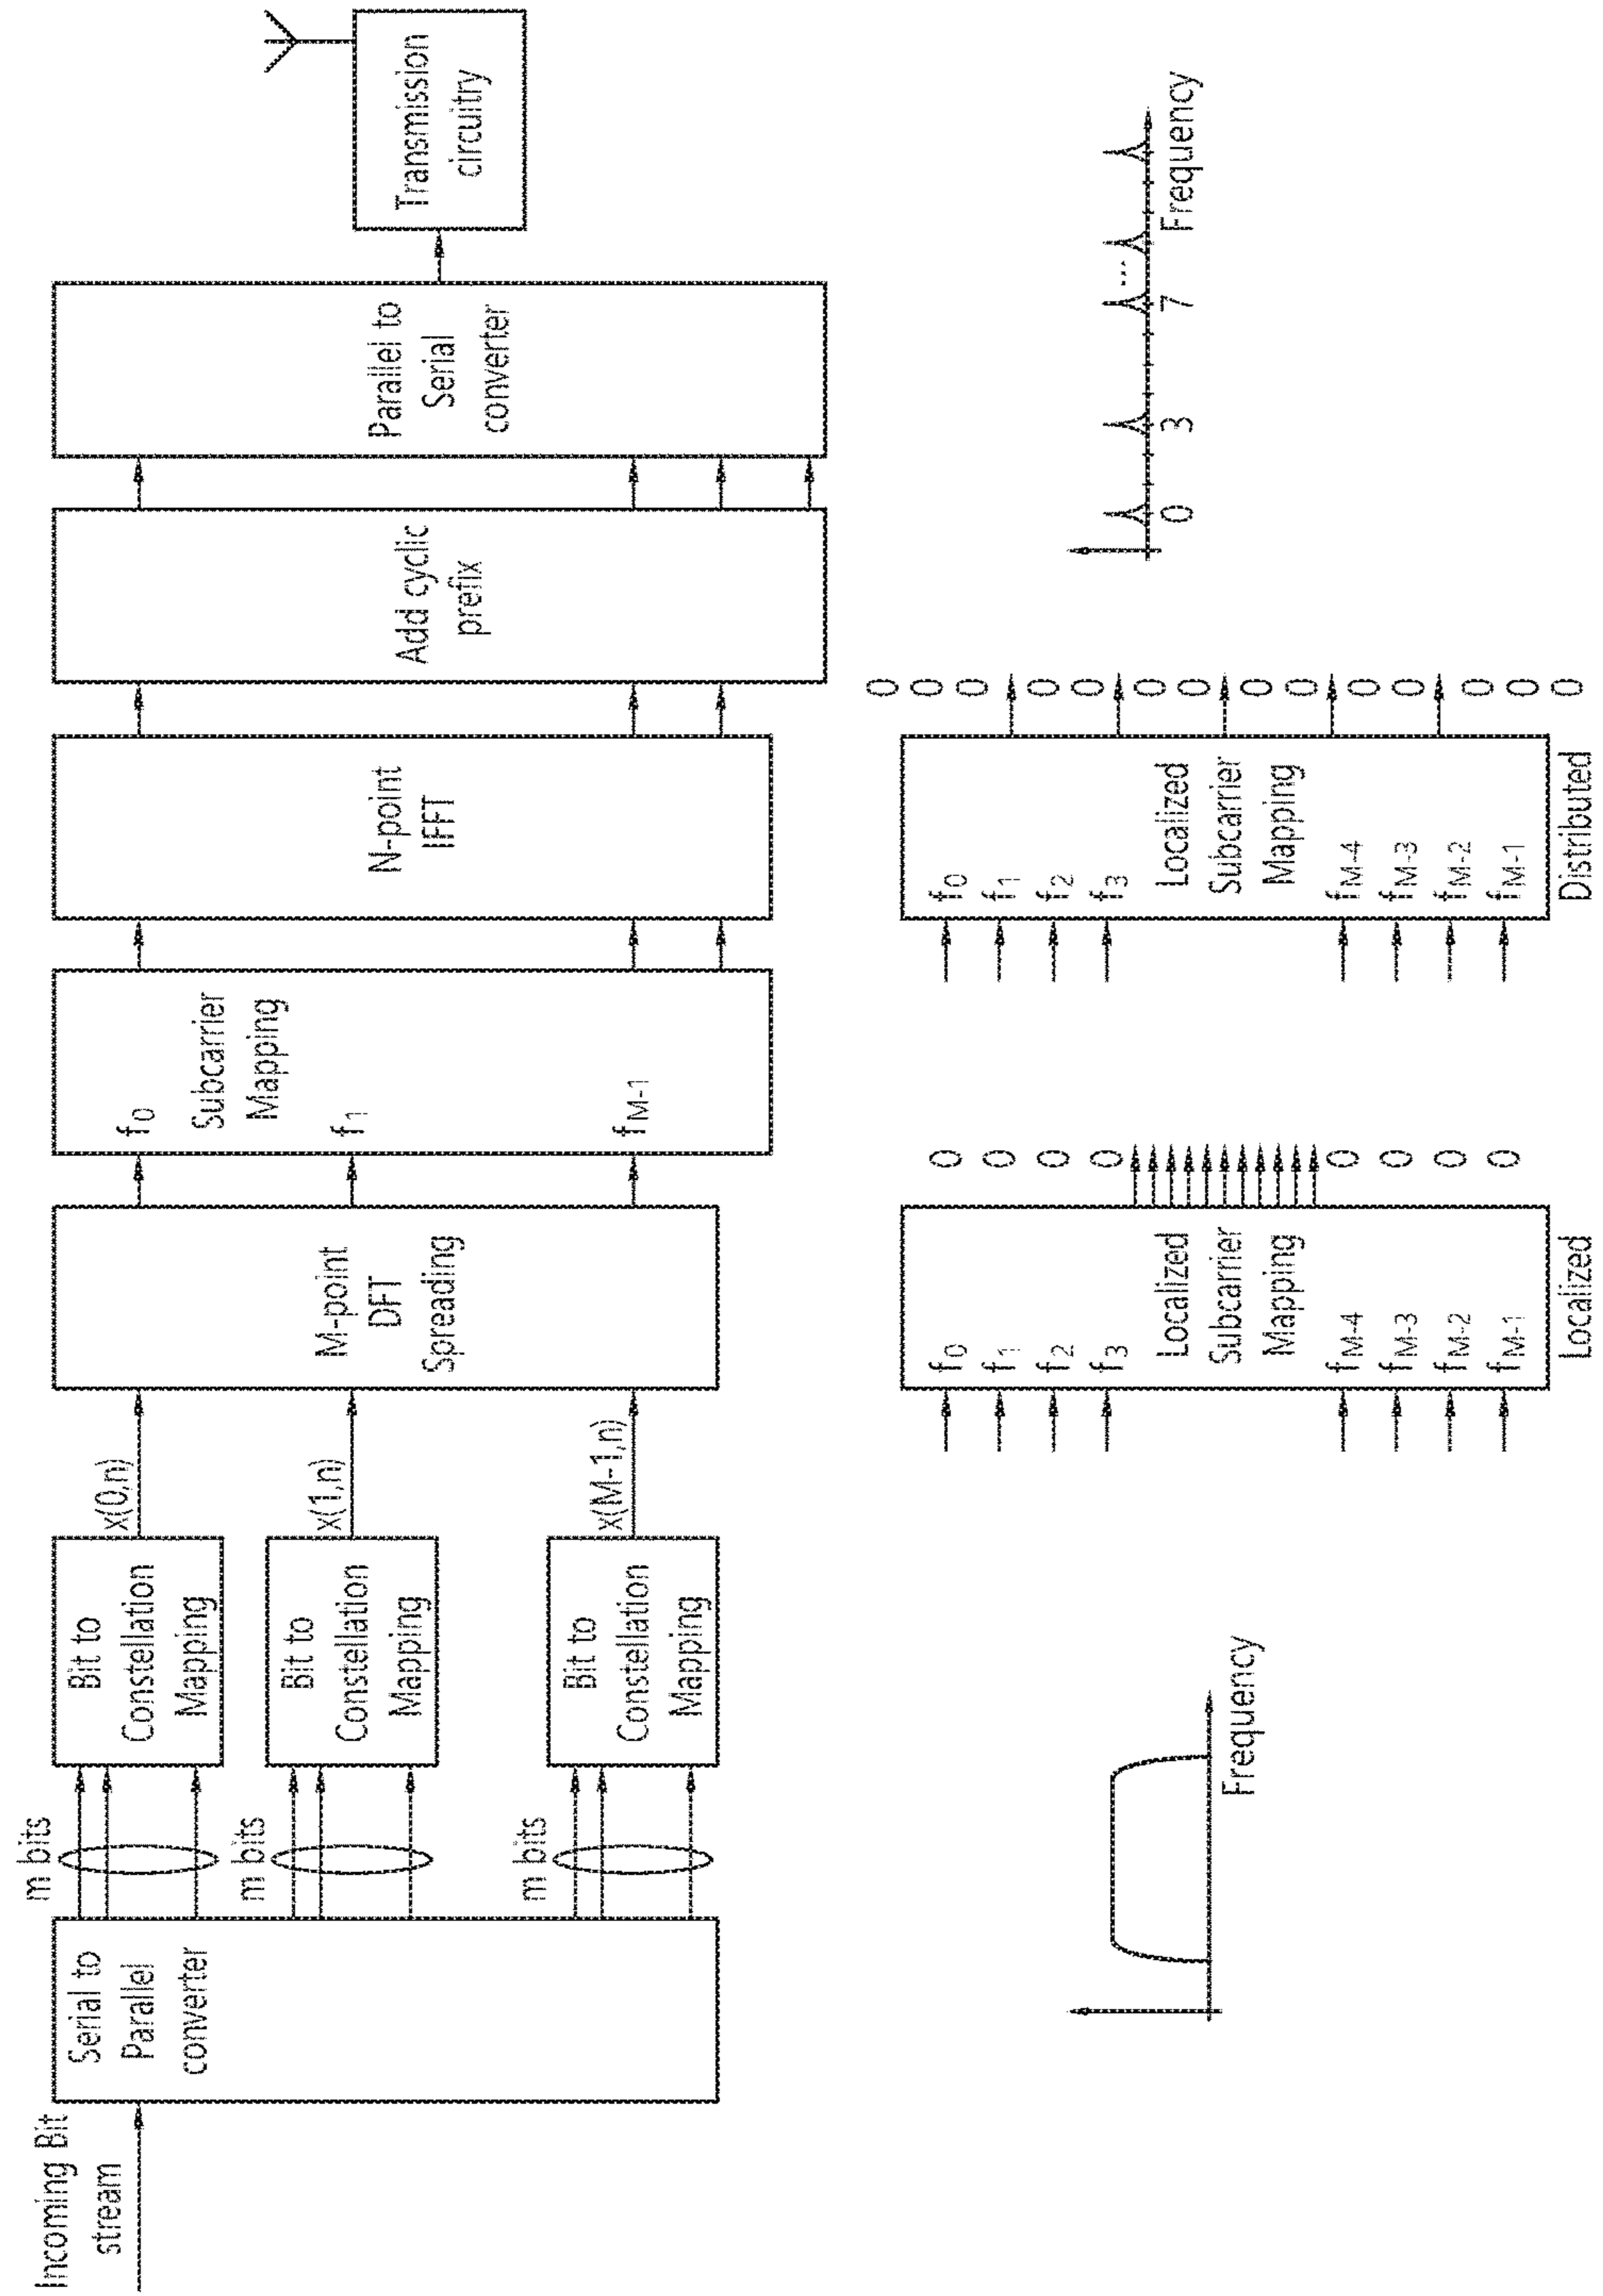 Incoming Bit
stream
Serial to
Parallel
converter
m bits
m bits
m bits
Bit to
Constellation
Mapping
Bit to
Constellation
Mapping
Bit to
Constellation
Mapping
x(0,n)
x(1,n)
x(M-1,n)
M-point
DFT
Spreading
f0
Subcarrier
Mapping
f1
fM-1
N-point
IFFT
Add cyclic
prefix
Parallel to
Serial
converter
Transmission
circuitry
Frequency
f0
f1
f2
f3
Localized
Subcarrier
Mapping
fM-4
fM-3
fM-2
fM-1
0
0
0
0
0
0
0
0
Localized
f0
f1
f2
f3
Localized
Subcarrier
Mapping
fM-4
fM-3
fM-2
fM-1
0
0
0
0
0
0
0
0
0
0
0
0
0
0
Distributed
0 3 7 ...
Frequency